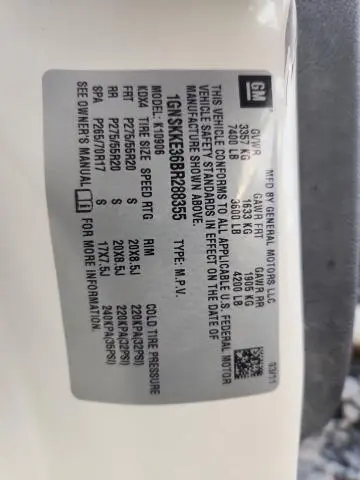 GM
MFD BY GENERAL MOTORS LLC
03/11
GVWR GAWR FRT GAWR RR
3357 KG 1633 KG 1905 KG
7400 LB 3600 LB 4200 LB
THIS VEHICLE CONFORMS TO ALL APPLICABLE U.S. FEDERAL MOTOR
VEHICLE SAFETY STANDARDS IN EFFECT ON THE DATE OF
MANUFACTURE SHOWN ABOVE.
1GNSKKE36BR288355 TYPE: M.P.V.
MODEL: K10906
KDX4 TIRE SIZE SPEED RTG RIM COLD TIRE PRESSURE
FRT P275/55R20 S 20X8.5J 220KPA(32PSI)
RR P275/55R20 S 20X8.5J 220KPA(32PSI)
SPA P265/70R17 S 17X7.5J 240KPA(35PSI)
SEE OWNER'S MANUAL FOR MORE INFORMATION.